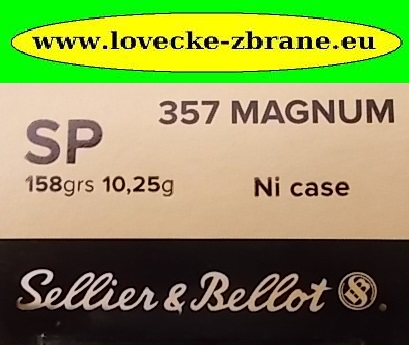 www.lovecke-zbrane.eu
357 MAGNUM
SP
158grs 10,25g
Ni case
Sellier & Bellot